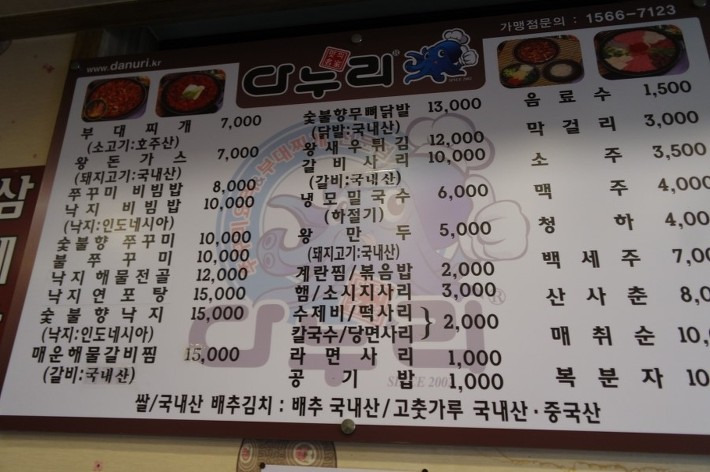 www.danuri.kr
다누리
SINCE 2002
가맹점문의 : 1566-7123
부대찌개 7,000
(소고기:호주산)
왕돈가스 7,000
(돼지고기:국내산)
쭈꾸미 비빔밥 8,000
낙지 비빔밥 10,000
(낙지:인도네시아)
숯불향 쭈꾸미 10,000
불쭈꾸미 10,000
낙지해물전골 12,000
낙지연포탕 15,000
숯불향낙지 15,000
(낙지:인도네시아)
매운해물갈비찜 15,000
(갈비:국내산)
숯불향무뼈닭발 13,000
(닭발:국내산)
왕새우튀김 12,000
갈비사리 10,000
(갈비:국내산)
냉모밀국수 6,000
(하절기)
왕만두 5,000
(돼지고기:국내산)
계란찜/볶음밥 2,000
햄/소시지사리 3,000
수제비/떡사리
칼국수/당면사리 } 2,000
라면사리 1,000
공기밥 1,000
음료수 1,500
막걸리 3,000
소주 3,500
맥주 4,000
청하 4,00
백세주 7,0
산사춘 8,0
매취순 10,
복분자 10
쌀/국내산 배추김치 : 배추 국내산/고춧가루 국내산·중국산
삼